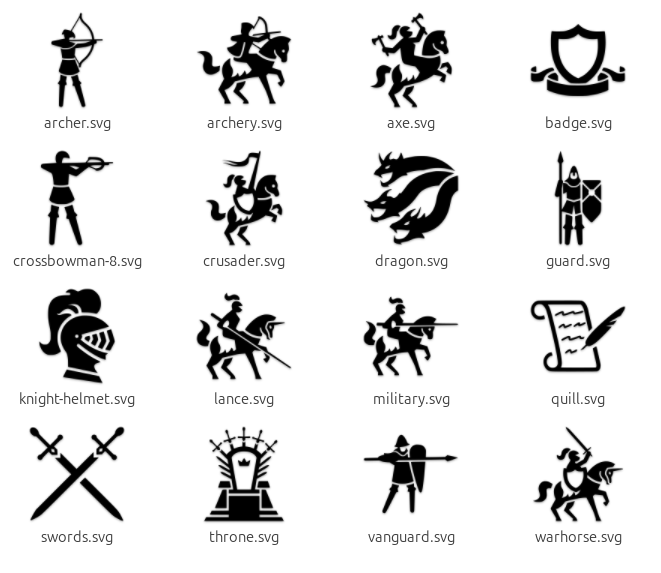 archer.svg
archery.svg
axe.svg
badge.svg
crossbowman-8.svg
crusader.svg
dragon.svg
guard.svg
knight-helmet.svg
lance.svg
military.svg
quill.svg
swords.svg
throne.svg
vanguard.svg
warhorse.svg